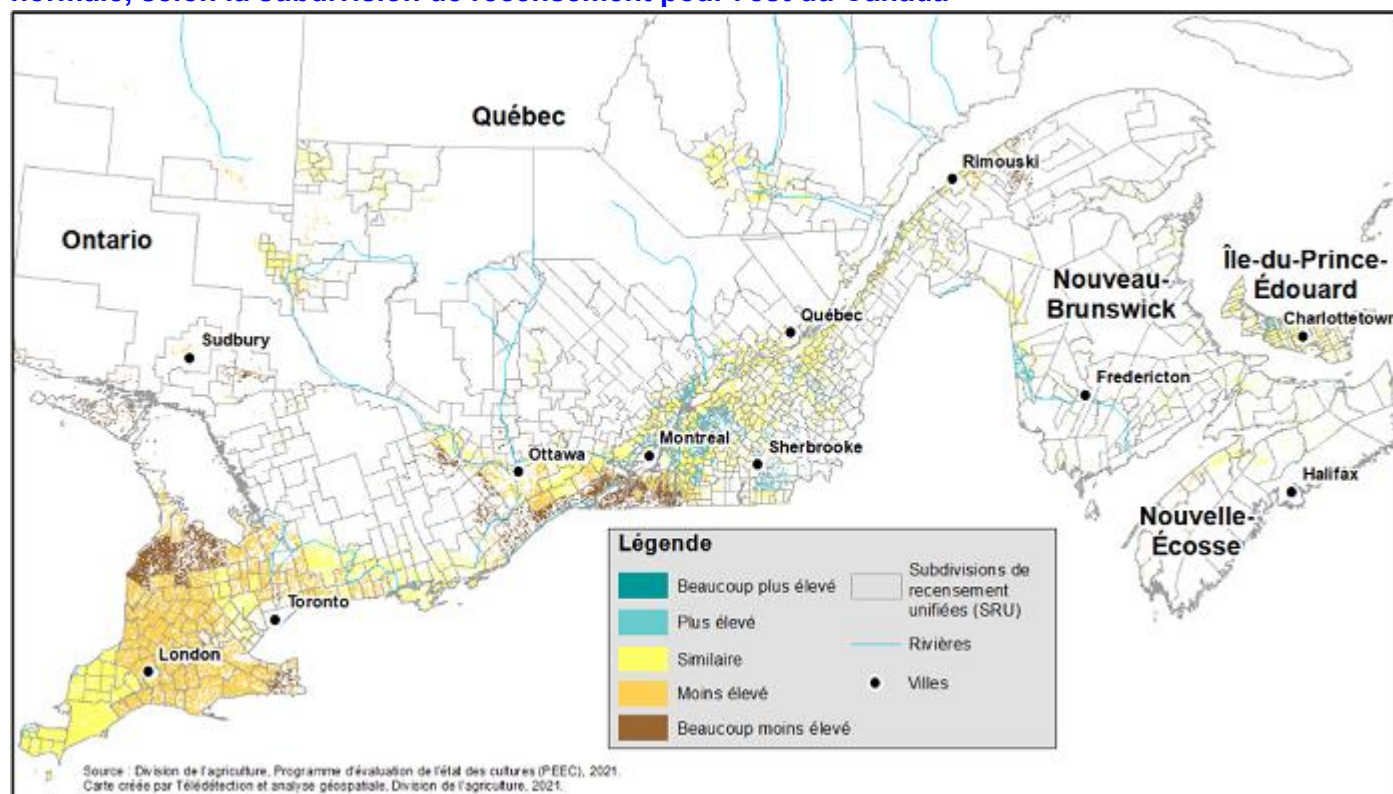 normale, selon la subdivision de recensement pour l'est du Canada
Québec
Rimouski
Ontario
Île-du-Prince-
Édouard
Nouveau-
Brunswick
Charlottetown
Québec
Sudbury
Fredericton
Montreal
Sherbrooke
Ottawa
Halifax
Nouvelle-
Écosse
Toronto
London
Légende
Beaucoup plus élevé
Plus élevé
Similaire
Moins élevé
Beaucoup moins élevé
Subdivisions de
recensement
unifiées (SRU)
Rivières
Villes
Source : Division de l'agriculture, Programme d'évaluation de l'état des cultures (PEEC), 2021.
Carte créée par Télédétection et analyse géospatiale, Division de l'agriculture, 2021.